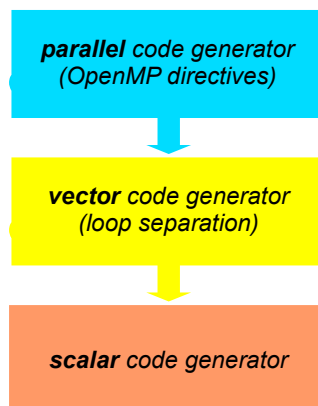 parallel code generator
(OpenMP directives)
vector code generator
(loop separation)
scalar code generator